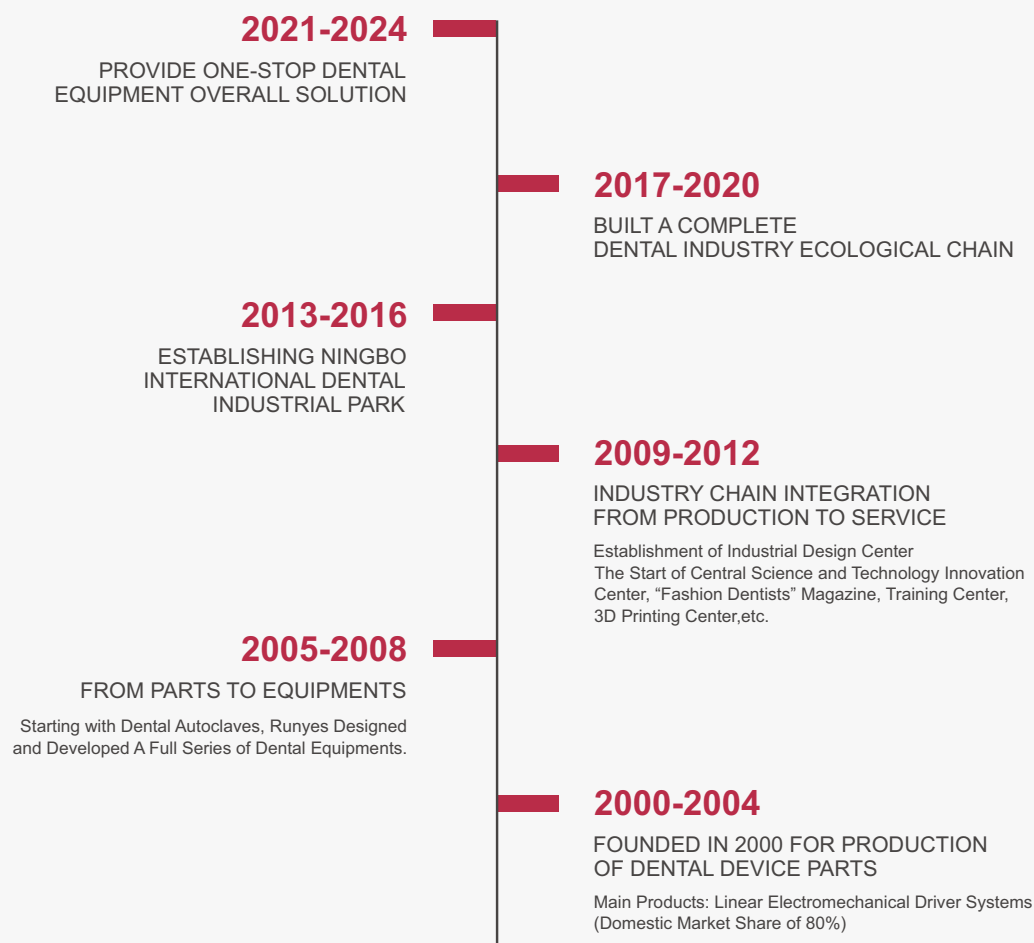 2021-2024
PROVIDE ONE-STOP DENTAL
EQUIPMENT OVERALL SOLUTION
2017-2020
BUILT A COMPLETE
DENTAL INDUSTRY ECOLOGICAL CHAIN
2013-2016
ESTABLISHING NINGBO
INTERNATIONAL DENTAL
INDUSTRIAL PARK
2009-2012
INDUSTRY CHAIN INTEGRATION
FROM PRODUCTION TO SERVICE
Establishment of Industrial Design Center
The Start of Central Science and Technology Innovation
Center, “Fashion Dentists” Magazine, Training Center,
3D Printing Center,etc.
2005-2008
FROM PARTS TO EQUIPMENTS
Starting with Dental Autoclaves, Runyes Designed
and Developed A Full Series of Dental Equipments.
2000-2004
FOUNDED IN 2000 FOR PRODUCTION
OF DENTAL DEVICE PARTS
Main Products: Linear Electromechanical Driver Systems
(Domestic Market Share of 80%)